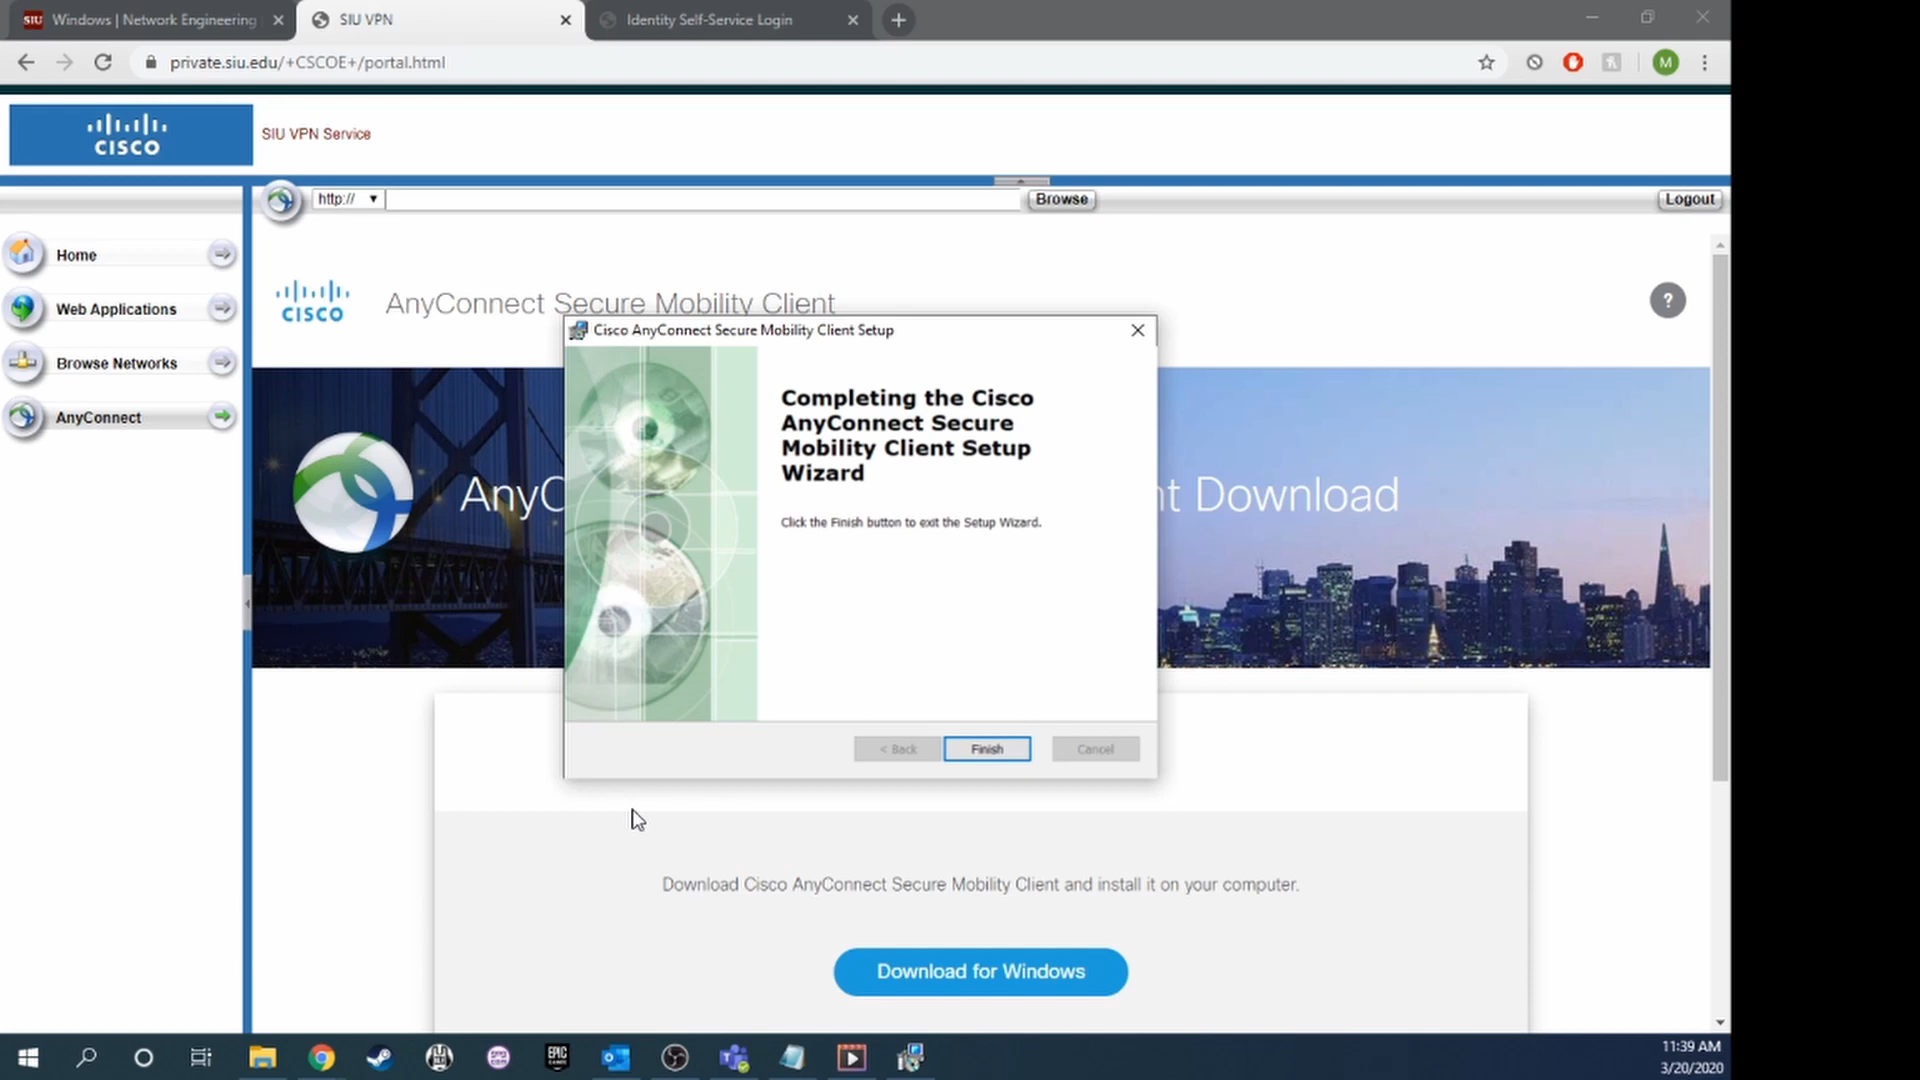 SIU Windows | Network Engineering
SIU VPN
Identity Self-Service Login
private.siu.edu/+CSCOE+/portal.html
M
CISCO
SIU VPN Service
http://
Browse
Logout
Home
Web Applications
Browse Networks
AnyConnect
CISCO
AnyConnect Secure Mobility Client
?
Cisco AnyConnect Secure Mobility Client Setup
Completing the Cisco
AnyConnect Secure
Mobility Client Setup
Wizard
Click the Finish button to exit the Setup Wizard.
AnyC
nt Download
< Back
Finish
Cancel
Download Cisco AnyConnect Secure Mobility Client and install it on your computer.
Download for Windows
EPIC
GAMES
11:39 AM
3/20/2020